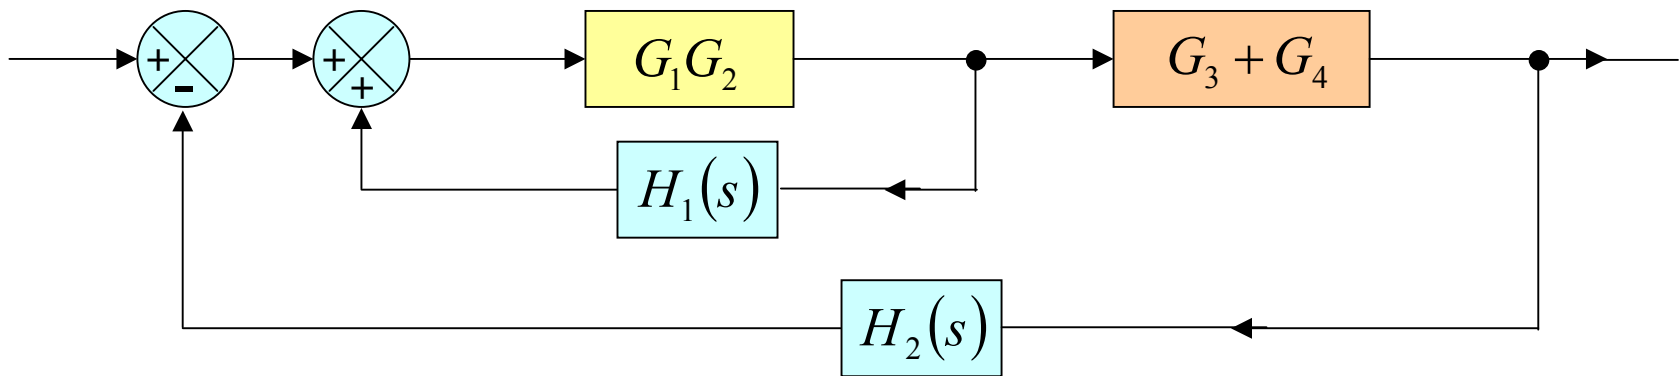 + - + +
G₁G₂
G₃ + G₄
H₁(s)
H₂(s)